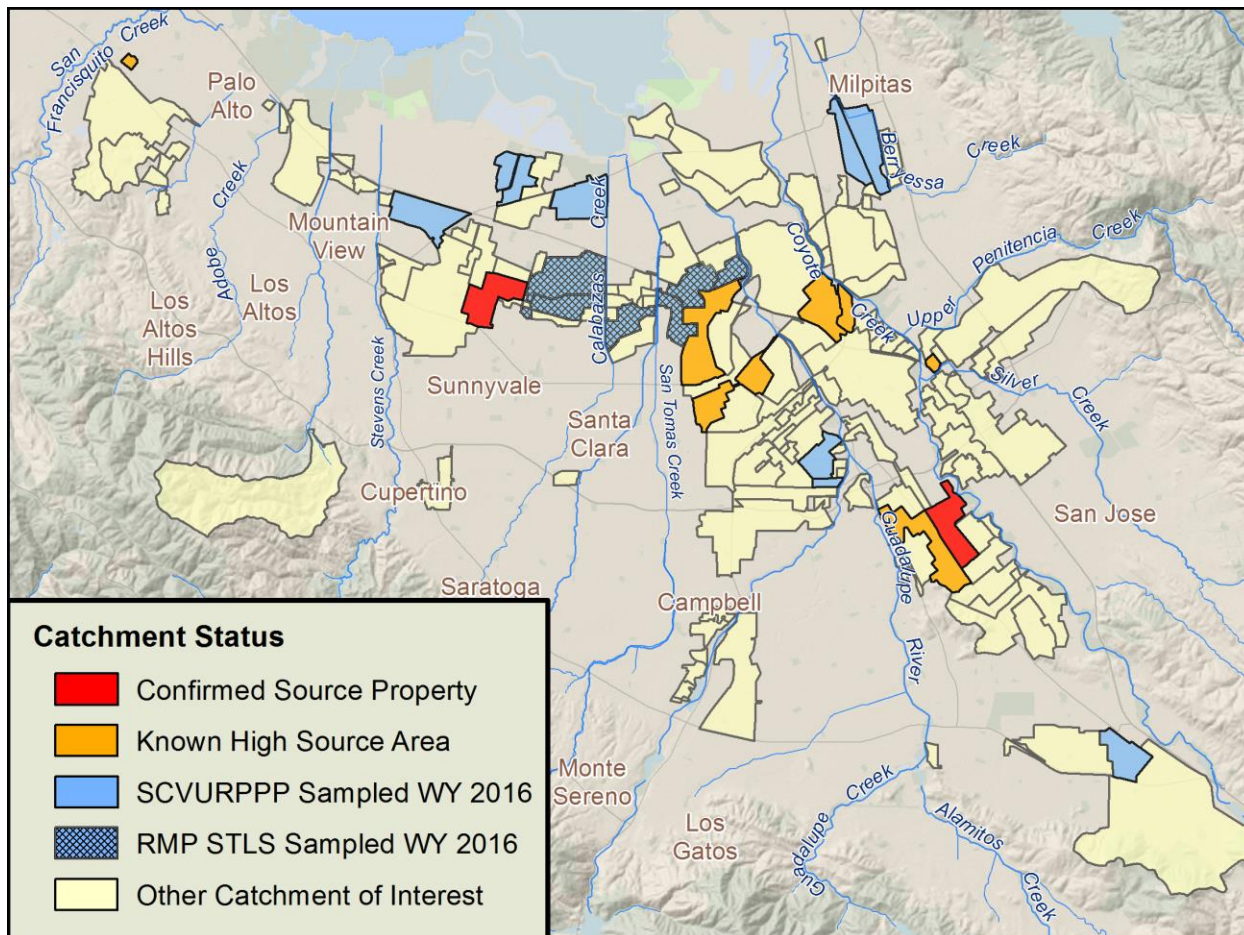 San
Francisquito Creek
Palo
Alto
Adobe
Creek
Los
Altos
Hills
Los
Altos
Mountain
View
Stevens Creek
Sunnyvale
Cupertino
Calabazas
Creek
Santa
Clara
San Tomas Creek
Saratoga
Campbell
Milpitas
Berryessa
Creek
Coyote
Creek
Upper
Penitencia
Creek
Silver
Creek
San Jose
Guadalupe
River
Monte
Sereno
Los
Gatos
Guadalupe
Creek
Alamitos
Creek
Catchment Status
Confirmed Source Property
Known High Source Area
SCVURPPP Sampled WY 2016
RMP STLS Sampled WY 2016
Other Catchment of Interest